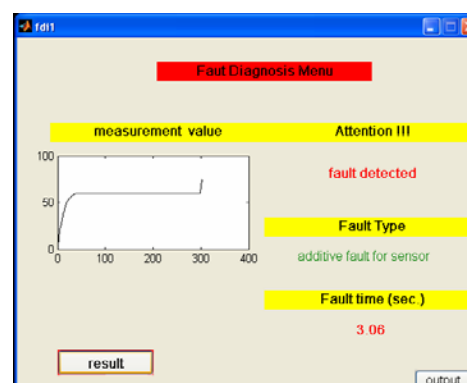 fdi1
Faut Diagnosis Menu
measurement value
Attention !!!
100
50
0
0
100
200
300
400
fault detected
Fault Type
additive fault for sensor
Fault time (sec.)
3.06
result
output